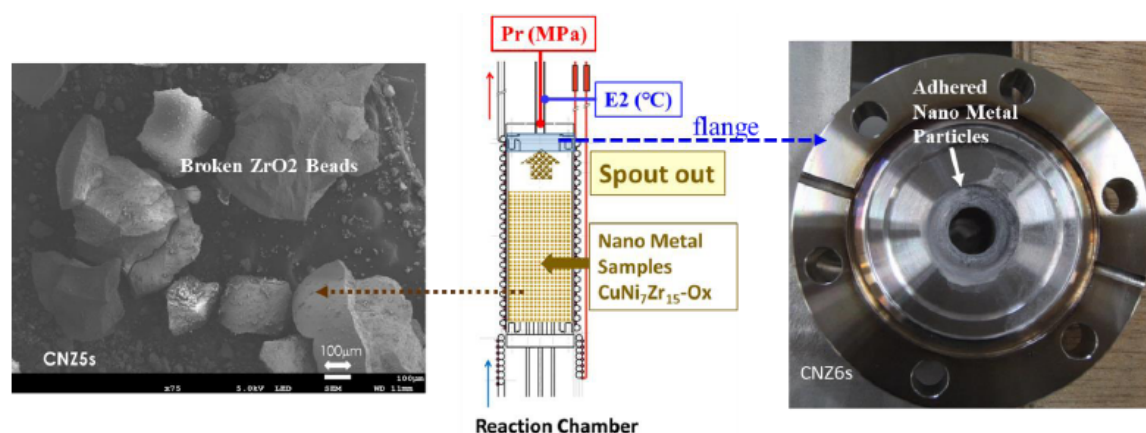 Pr (MPa)
E2 (°C)
flange
Adhered
Nano Metal
Particles
Broken ZrO2 Beads
Spout out
Nano Metal
Samples
CuNi₇Zr₁₅-Ox
CNZ5s
100μm
x75 5.0kV LED SEM 100μm WD 11mm
CNZ6s
Reaction Chamber